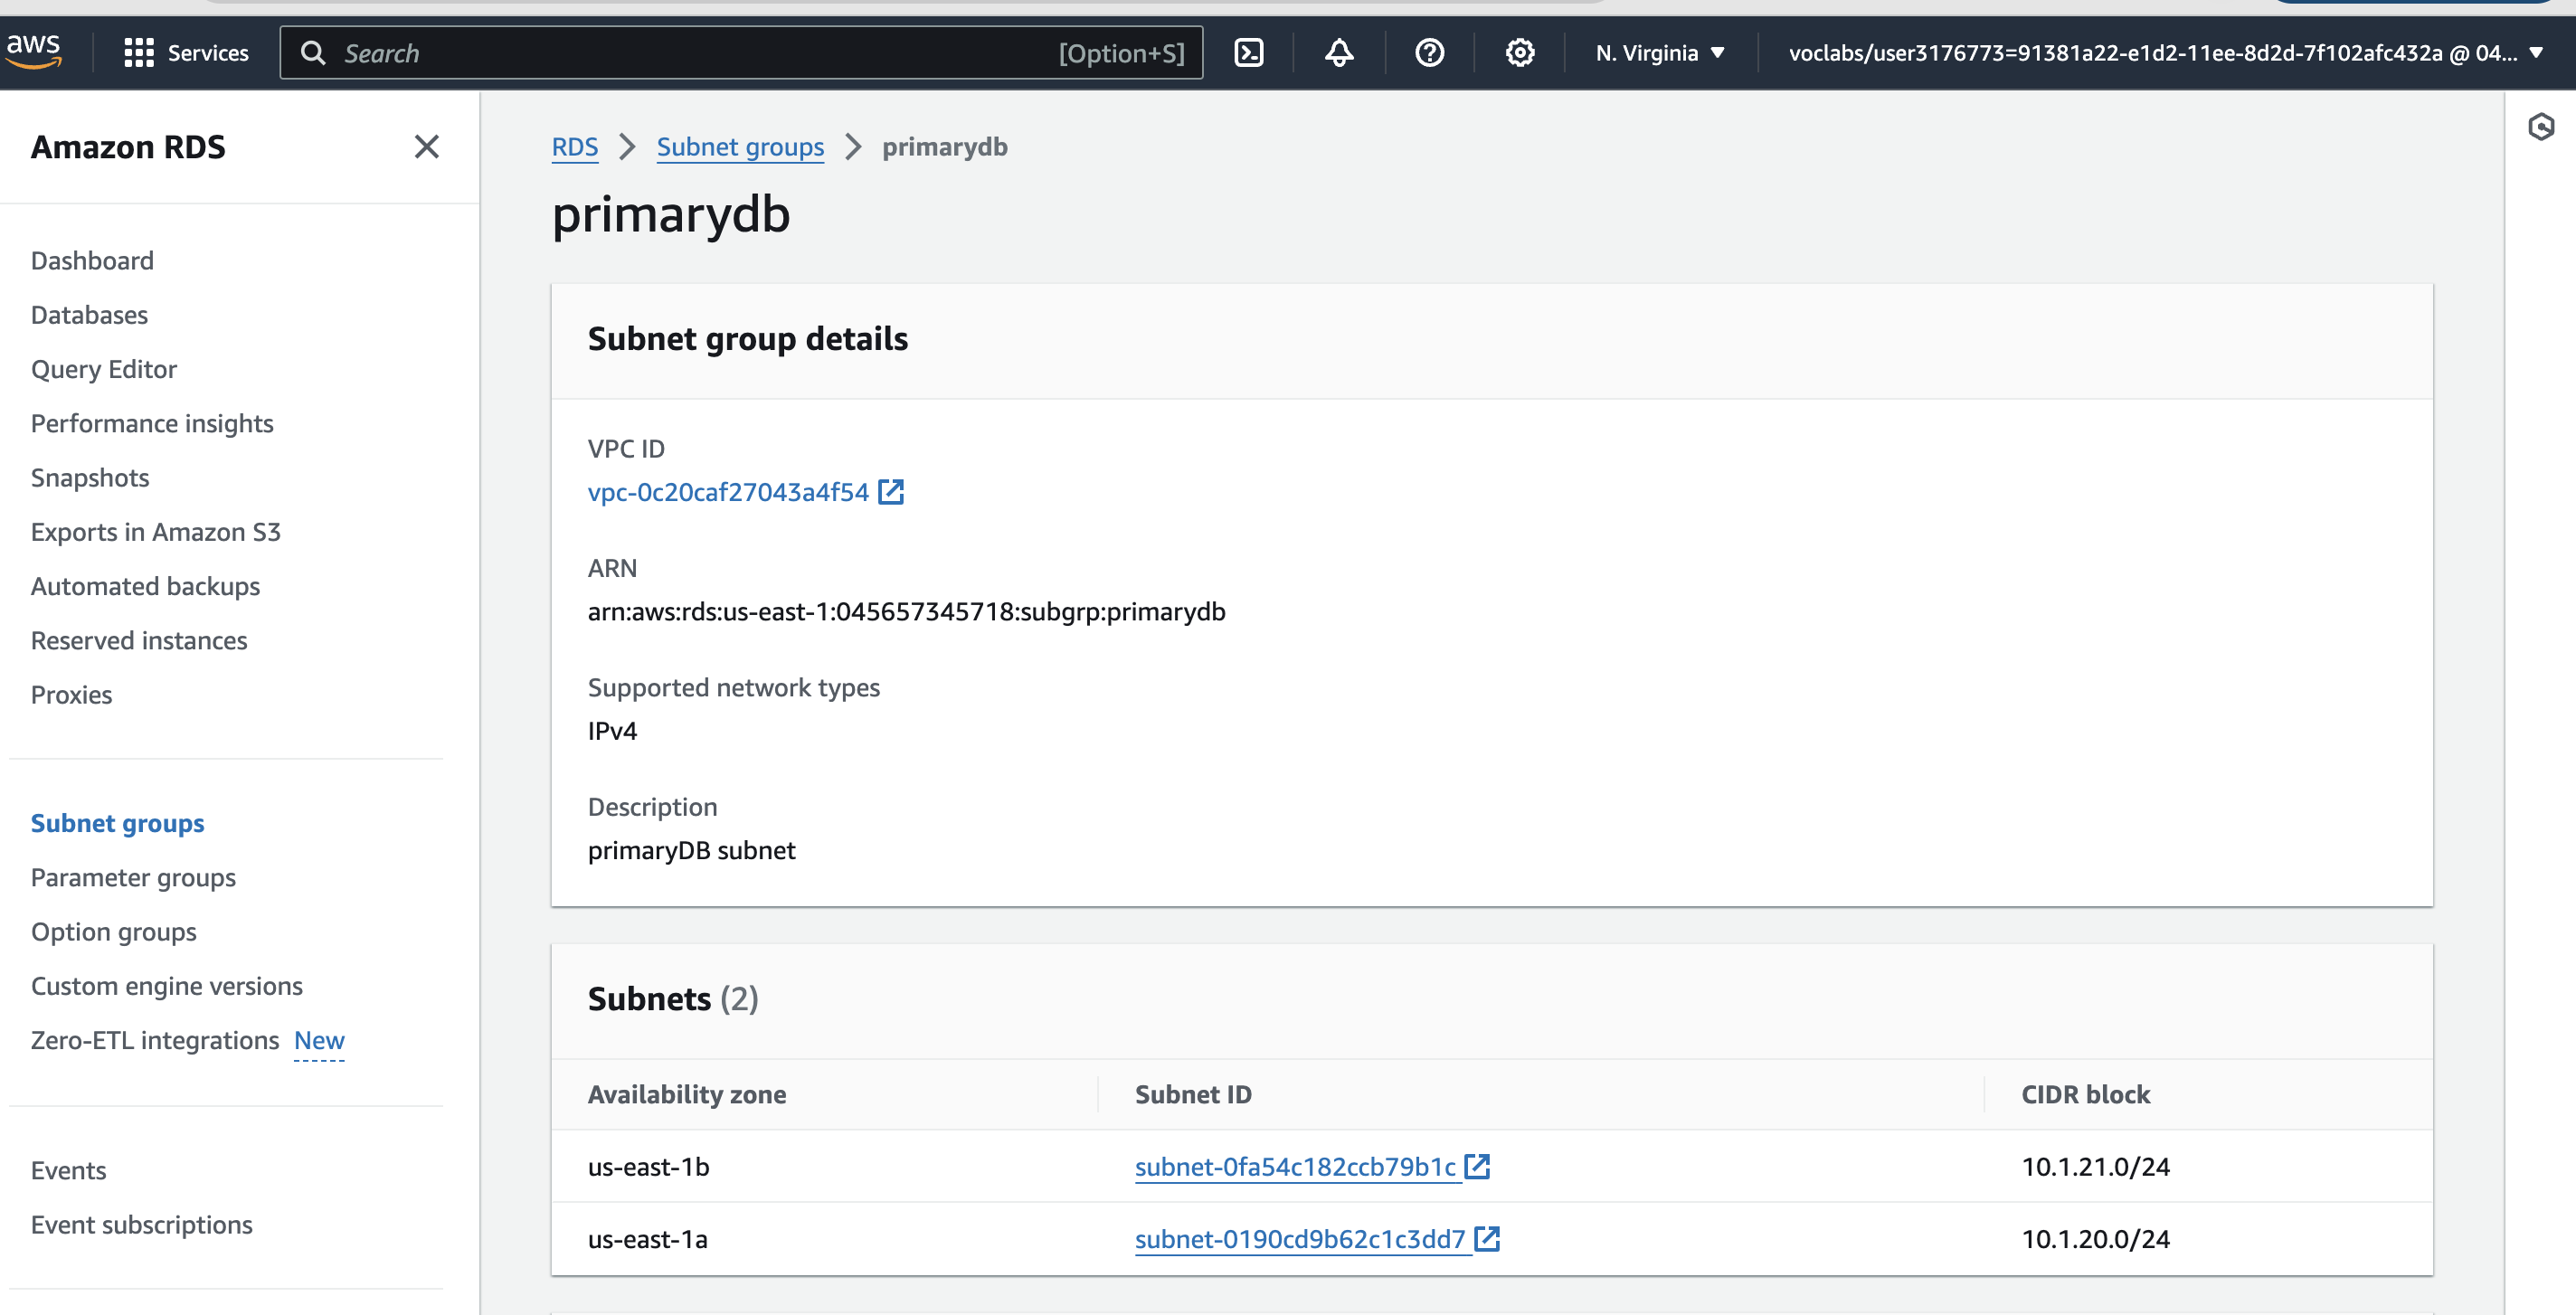 aws
Services
Search
[Option+S]
N. Virginia
voclabs/user3176773=91381a22-e1d2-11ee-8d2d-7f102afc432a @ 04...
Amazon RDS
Dashboard
Databases
Query Editor
Performance insights
Snapshots
Exports in Amazon S3
Automated backups
Reserved instances
Proxies
Subnet groups
Parameter groups
Option groups
Custom engine versions
Zero-ETL integrations New
Events
Event subscriptions
RDS > Subnet groups > primarydb
primarydb
Subnet group details
VPC ID
vpc-0c20caf27043a4f54
ARN
arn:aws:rds:us-east-1:045657345718:subgrp:primarydb
Supported network types
IPv4
Description
primaryDB subnet
Subnets (2)
Availability zone Subnet ID CIDR block
us-east-1b subnet-0fa54c182ccb79b1c 10.1.21.0/24
us-east-1a subnet-0190cd9b62c1c3dd7 10.1.20.0/24